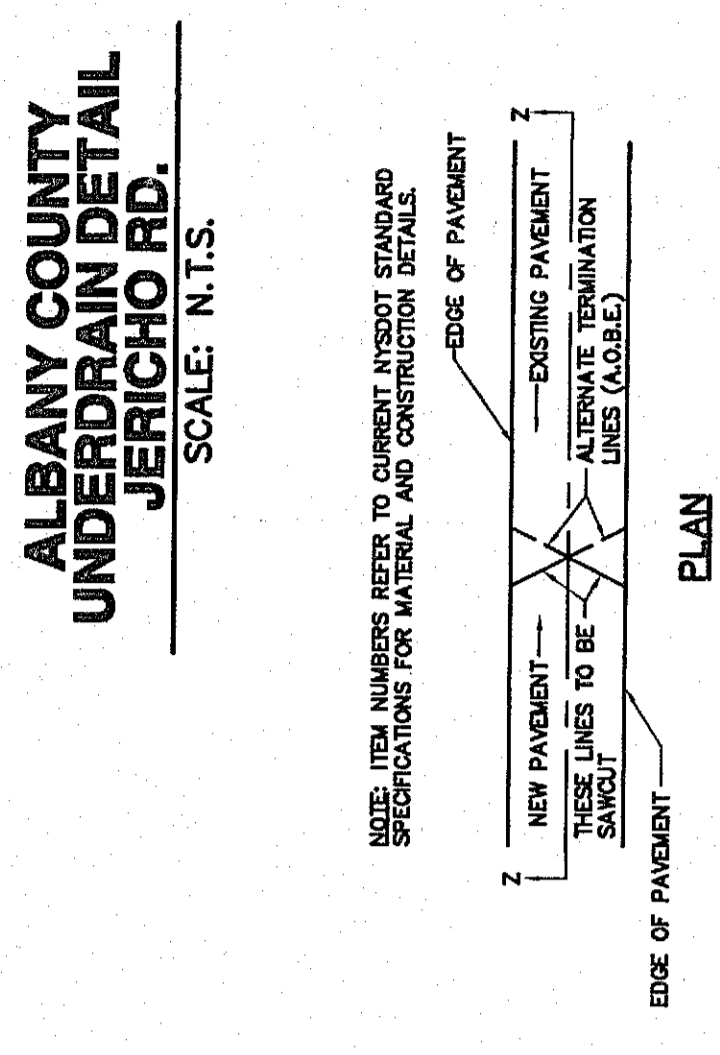 ALBANY COUNTY
UNDERDRAIN DETAIL
JERICHO RD.
SCALE: N.T.S.
NOTE: ITEM NUMBERS REFER TO CURRENT NYSDOT STANDARD
SPECIFICATIONS FOR MATERIAL AND CONSTRUCTION DETAILS.
EDGE OF PAVEMENT
Z
Z
NEW PAVEMENT
EXISTING PAVEMENT
THESE LINES TO BE
SAWCUT
ALTERNATE TERMINATION
LINES (A.O.B.E.)
EDGE OF PAVEMENT
PLAN